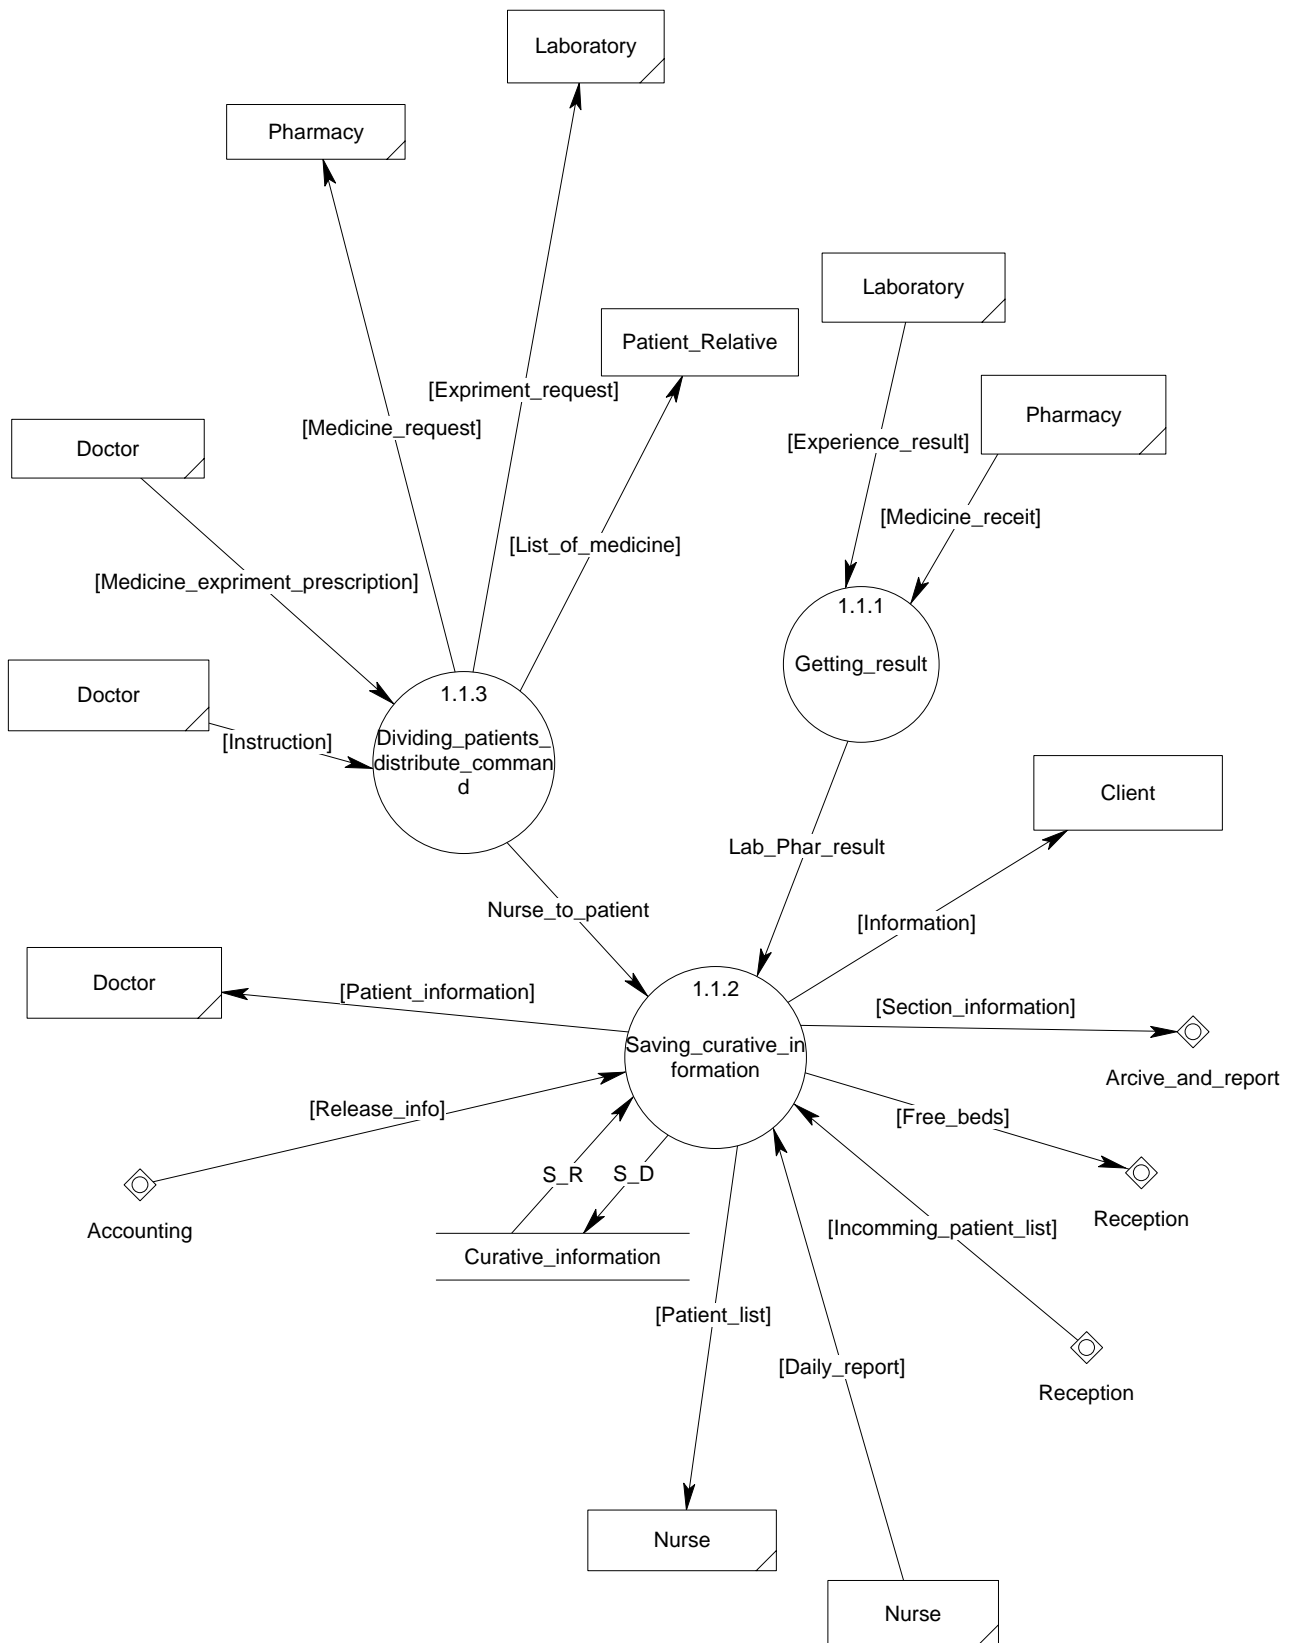 Laboratory
Pharmacy
Laboratory
Patient_Relative
[Expriment_request]
Pharmacy
[Medicine_request]
[Experience_result]
Doctor
[Medicine_receit]
[List_of_medicine]
[Medicine_expriment_prescription]
1.1.1
Getting_result
1.1.3
Doctor
Dividing_patients_
distribute_comman
d
[Instruction]
Client
Lab_Phar_result
Nurse_to_patient
[Information]
Doctor
[Patient_information]
1.1.2
[Section_information]
Saving_curative_in
formation
Arcive_and_report
[Release_info]
[Free_beds]
S_R
S_D
Accounting
Reception
[Incomming_patient_list]
Curative_information
[Patient_list]
[Daily_report]
Reception
Nurse
Nurse